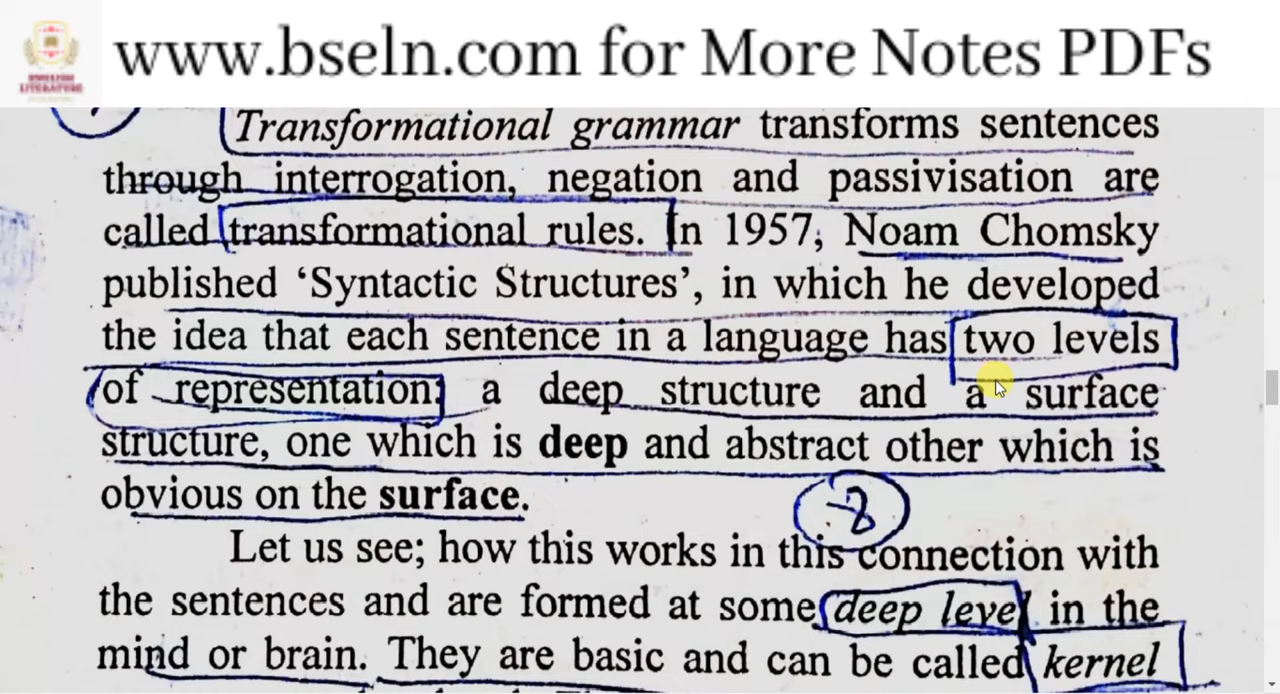 www.bseln.com for More Notes PDFs
ENGLISH
LITERATURE
Transformational grammar transforms sentences
through interrogation, negation and passivisation are
called transformational rules. In 1957, Noam Chomsky
published ‘Syntactic Structures’, in which he developed
the idea that each sentence in a language has two levels
of representation: a deep structure and a surface
structure, one which is deep and abstract other which is
obvious on the surface.
8
Let us see; how this works in this connection with
the sentences and are formed at some deep level in the
mind or brain. They are basic and can be called kernel